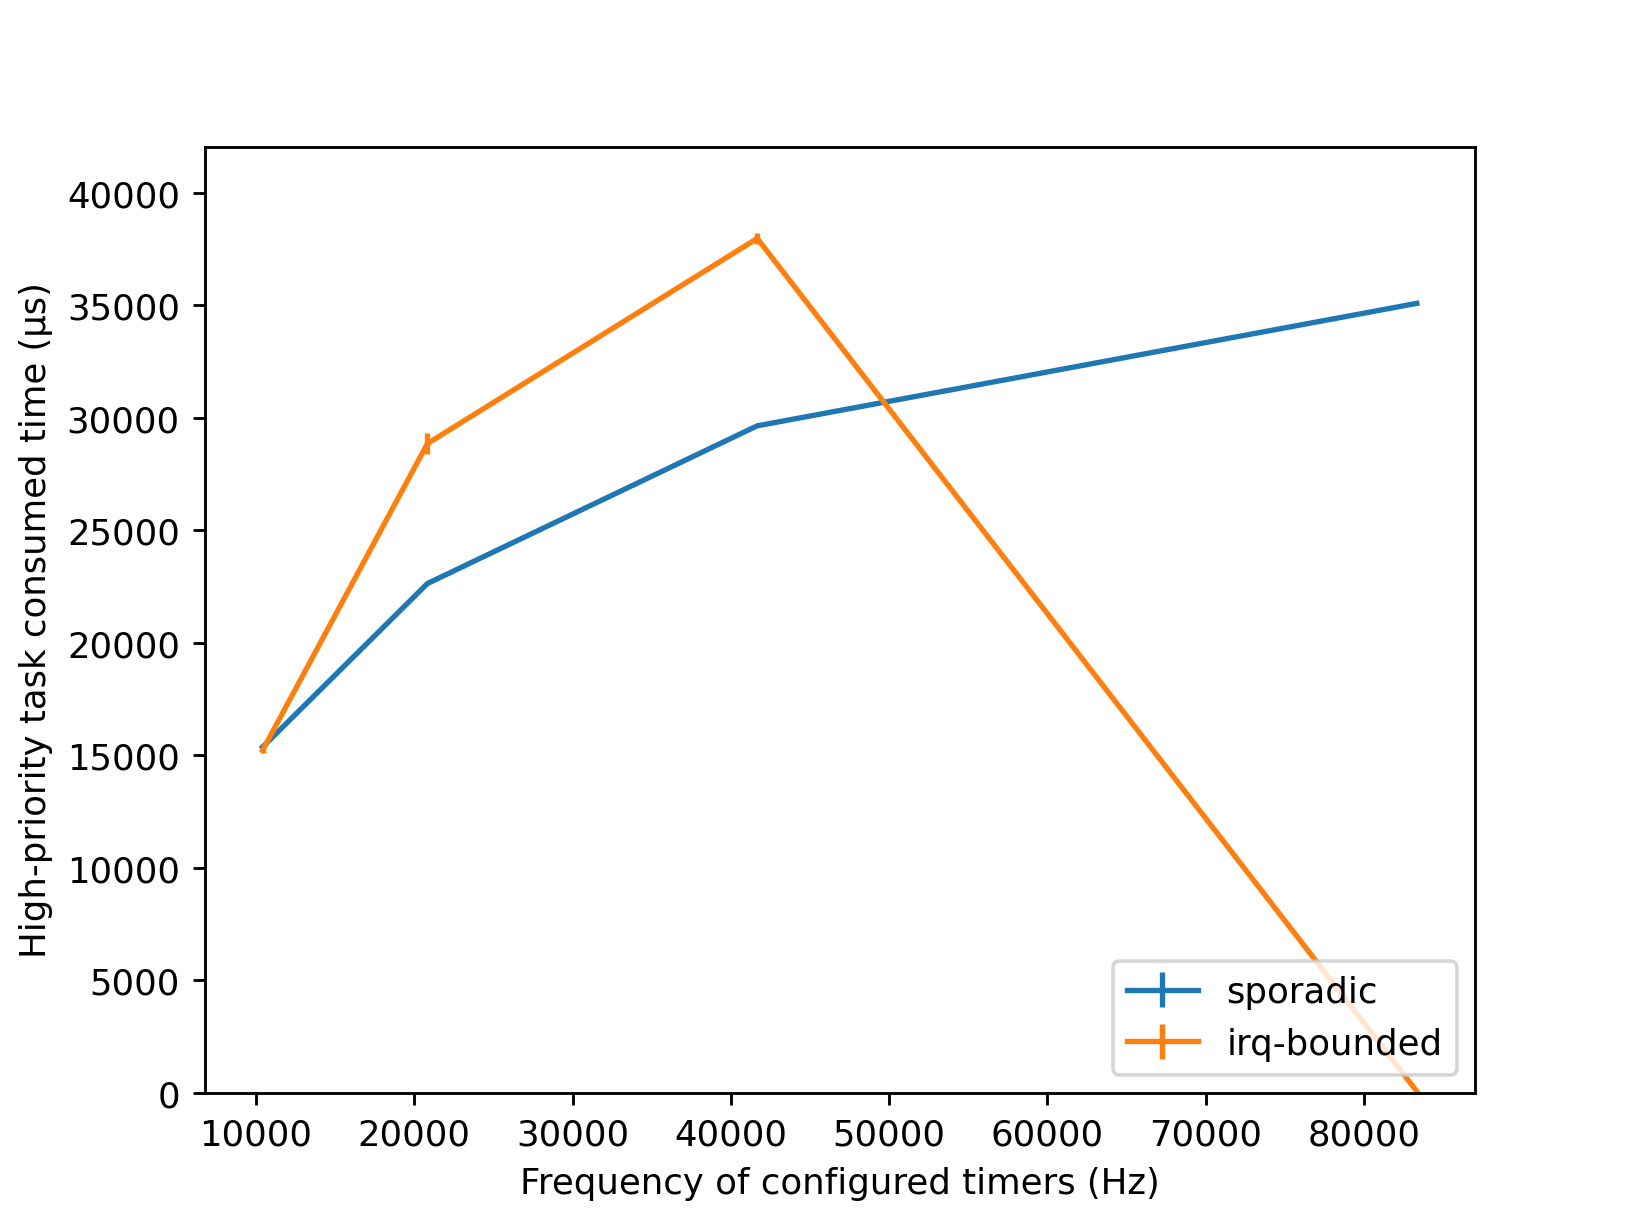 High-priority task consumed time (µs)
40000
35000
30000
25000
20000
15000
10000
5000
0
sporadic
irq-bounded
10000 20000 30000 40000 50000 60000 70000 80000
Frequency of configured timers (Hz)